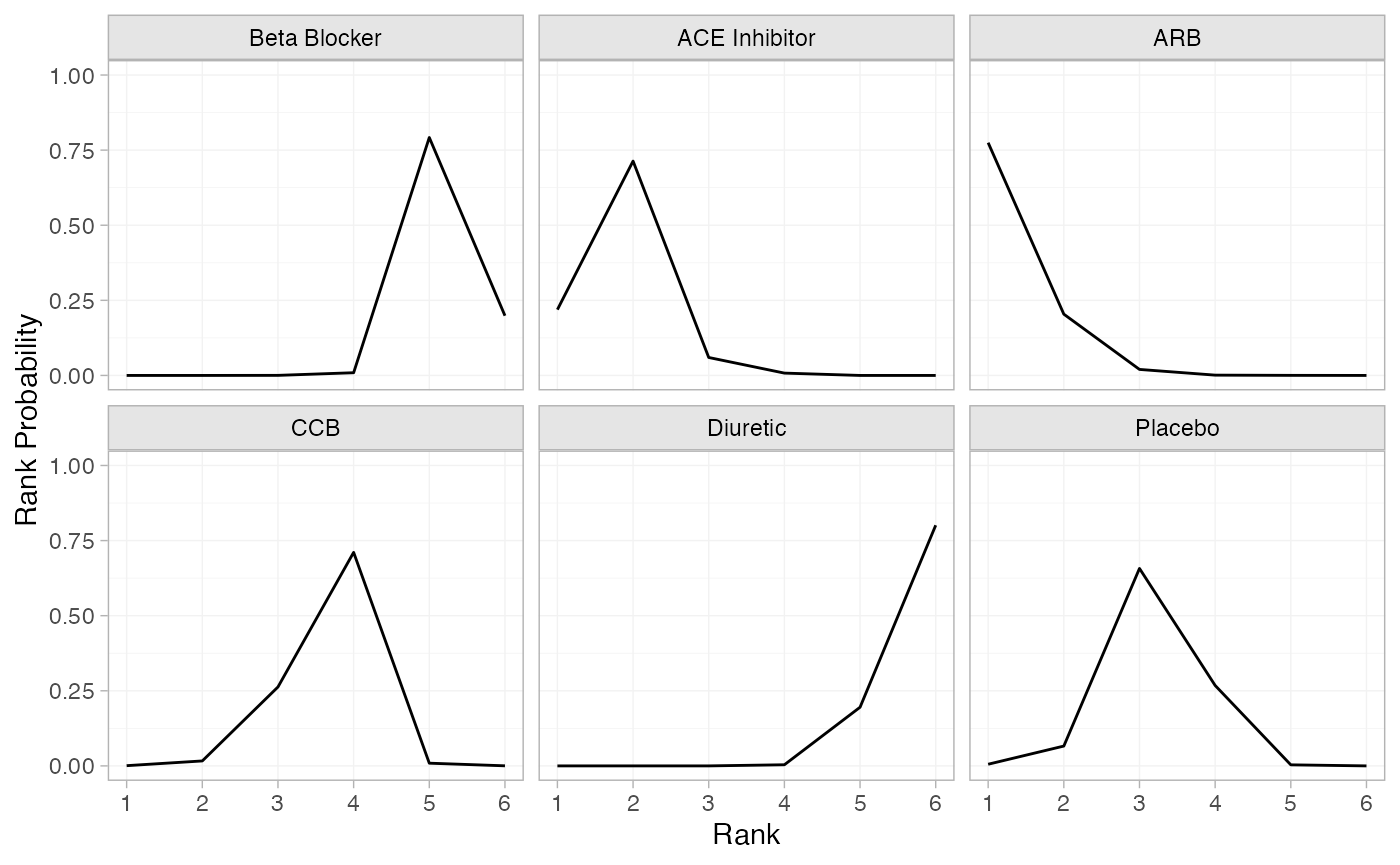 Beta Blocker
ACE Inhibitor
ARB
1.00
0.75
0.50
0.25
0.00
CCB
Diuretic
Placebo
1.00
0.75
0.50
0.25
0.00
1 2 3 4 5 6
1 2 3 4 5 6
1 2 3 4 5 6
Rank
Rank Probability